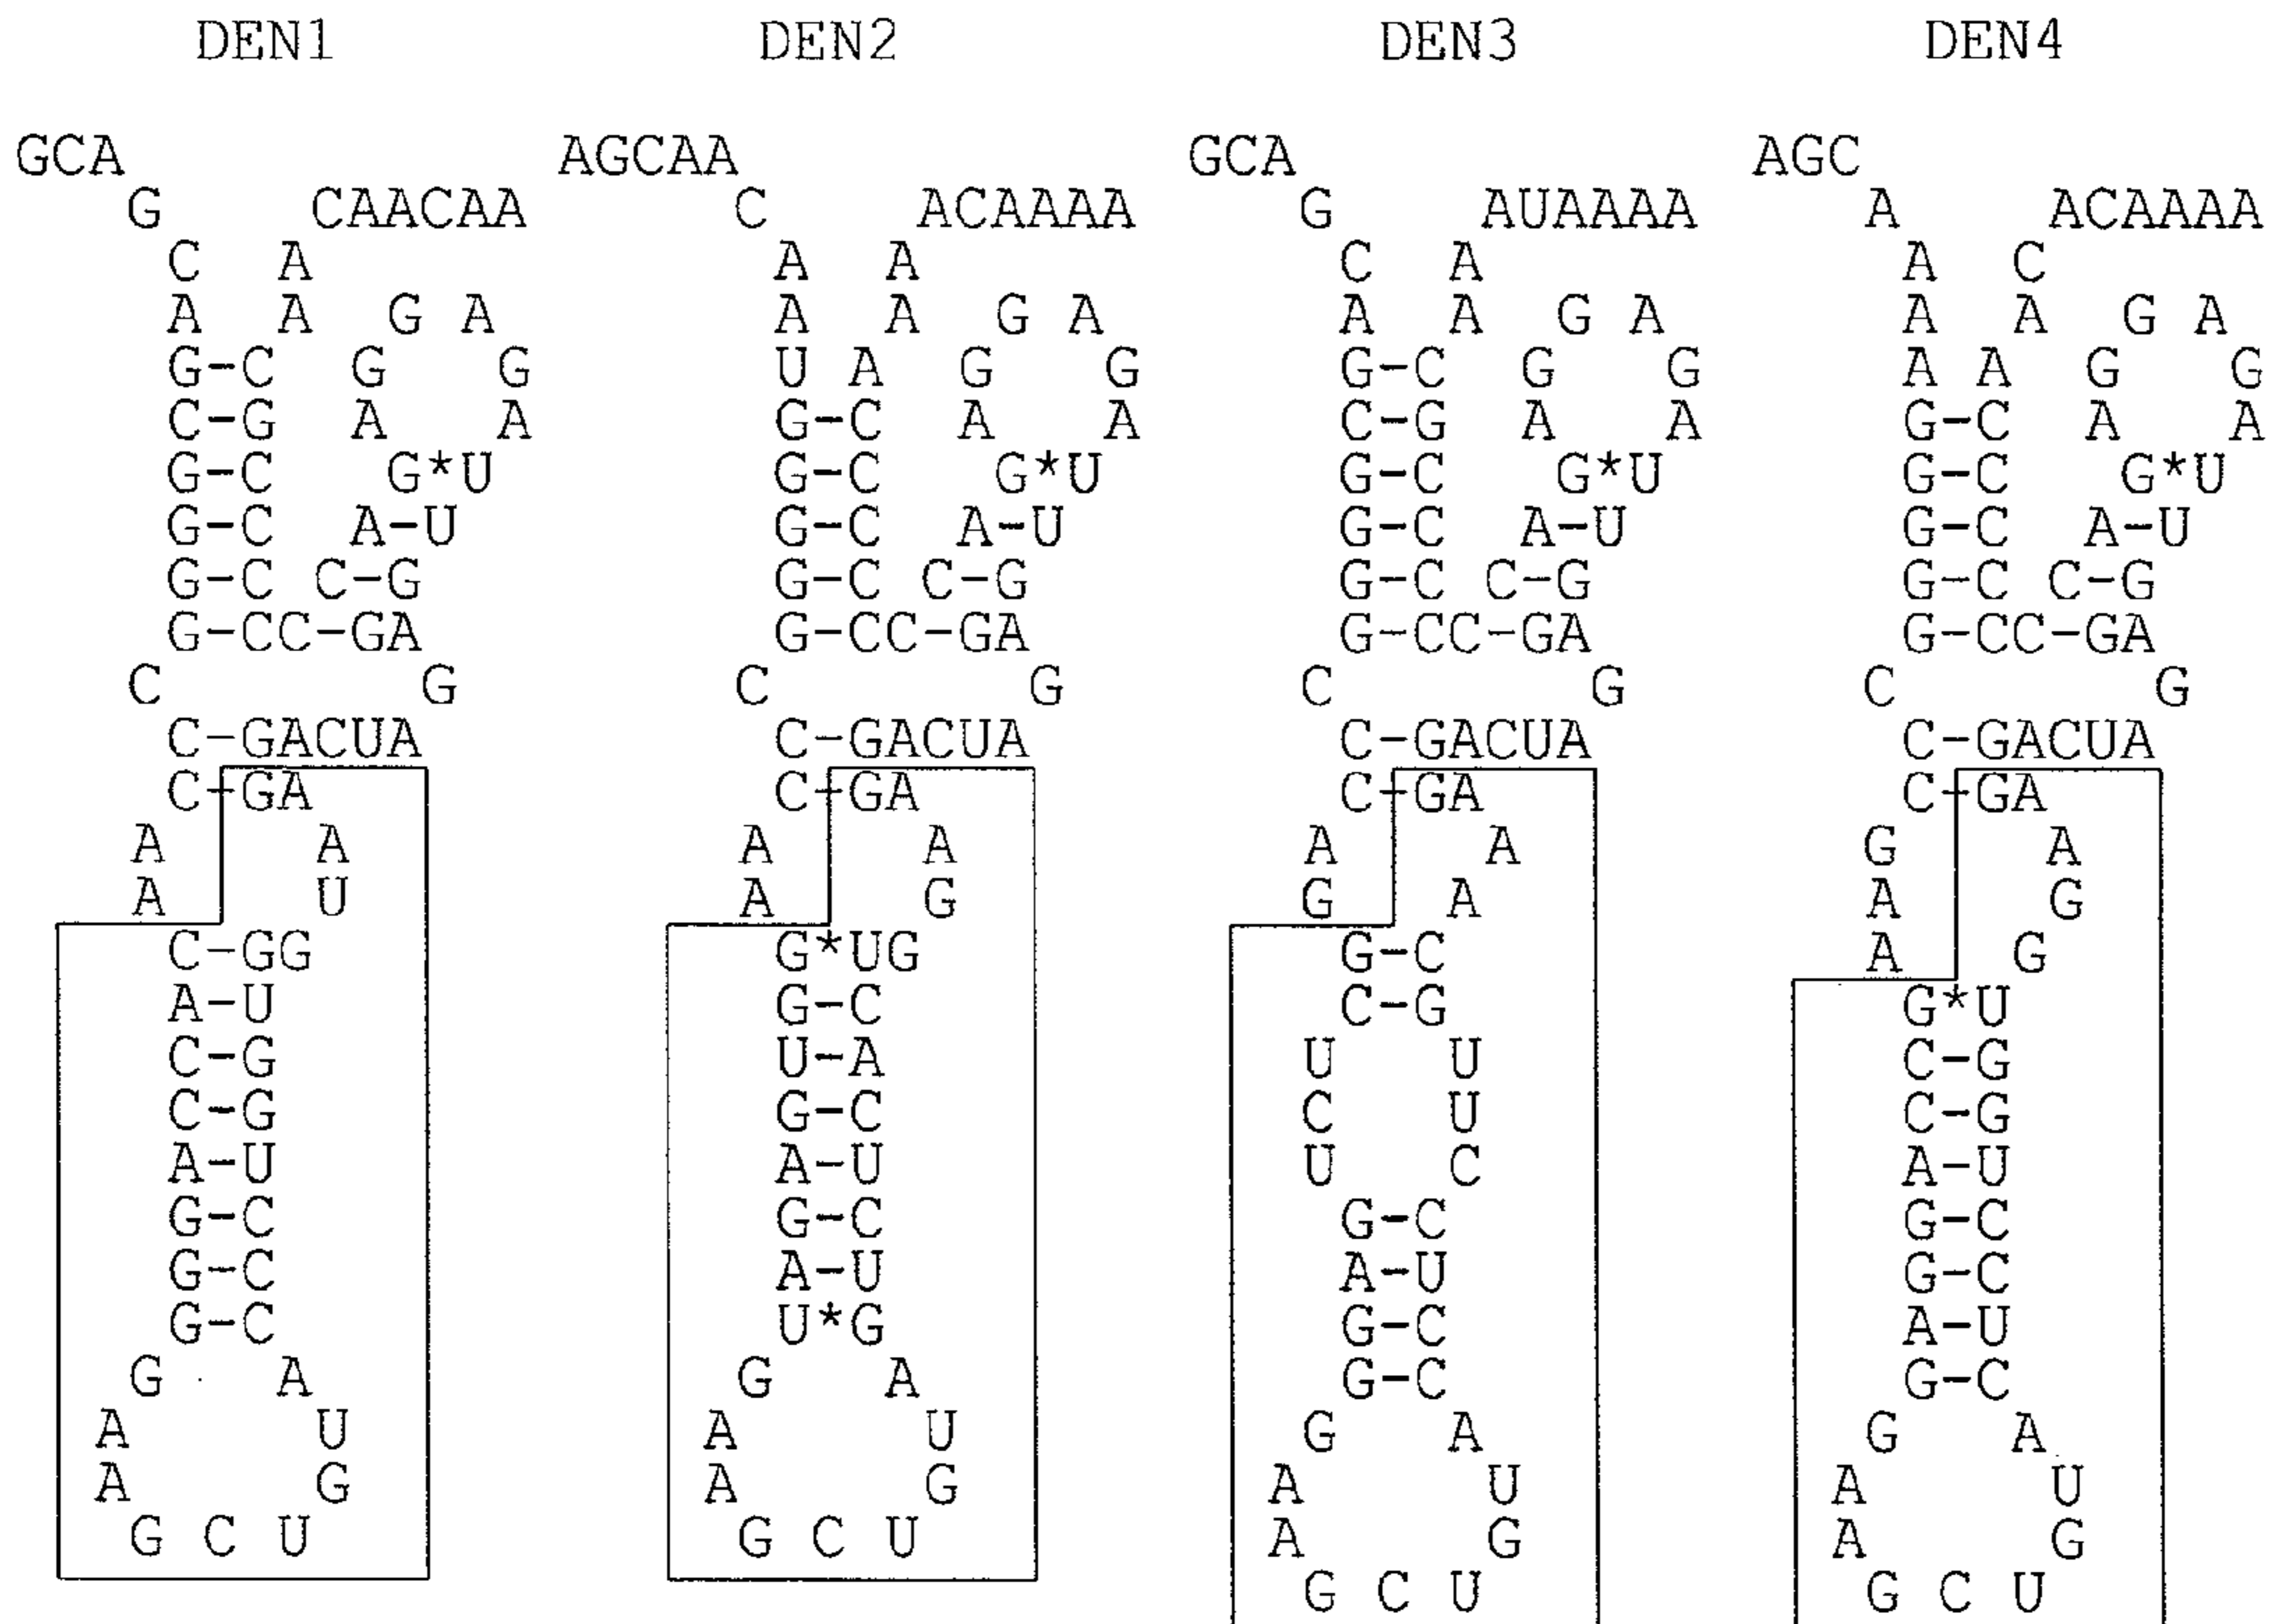 DEN1 DEN2 DEN3 DEN4
GCA AGCAA GCA AGC
G CAACAA C ACAAAA G AUAAAA A ACAAAA
C A A A C A A C
A A G A A A G A A A G A A A G A
G-C G G U A G G G-C G G A A G G
C-G A A G-C A A C-G A A G-C A A
G-C G*U G-C G*U G-C G*U G-C G*U
G-C A-U G-C A-U G-C A-U G-C A-U
G-C C-G G-C C-G G-C C-G G-C C-G
G-CC-GA G-CC-GA G-CC-GA G-CC-GA
C G C G C G C G
C-GACUA C-GACUA C-GACUA C-GACUA
C-GA C-GA C-GA C-GA
A A A A A A G A
A U A G G A A G
C-GG G*UG G-C A G
A-U G-C C-G G*U
C-G U-A U U C-G
C-G G-C C U C-G
A-U A-U U C A-U
G-C G-C G-C G-C
G-C A-U A-U G-C
G-C U*G G-C A-U
G A G A G-C G-C
A U A U G A G A
A G A G A U A U
G C U G C U A G A G
G C U G C U